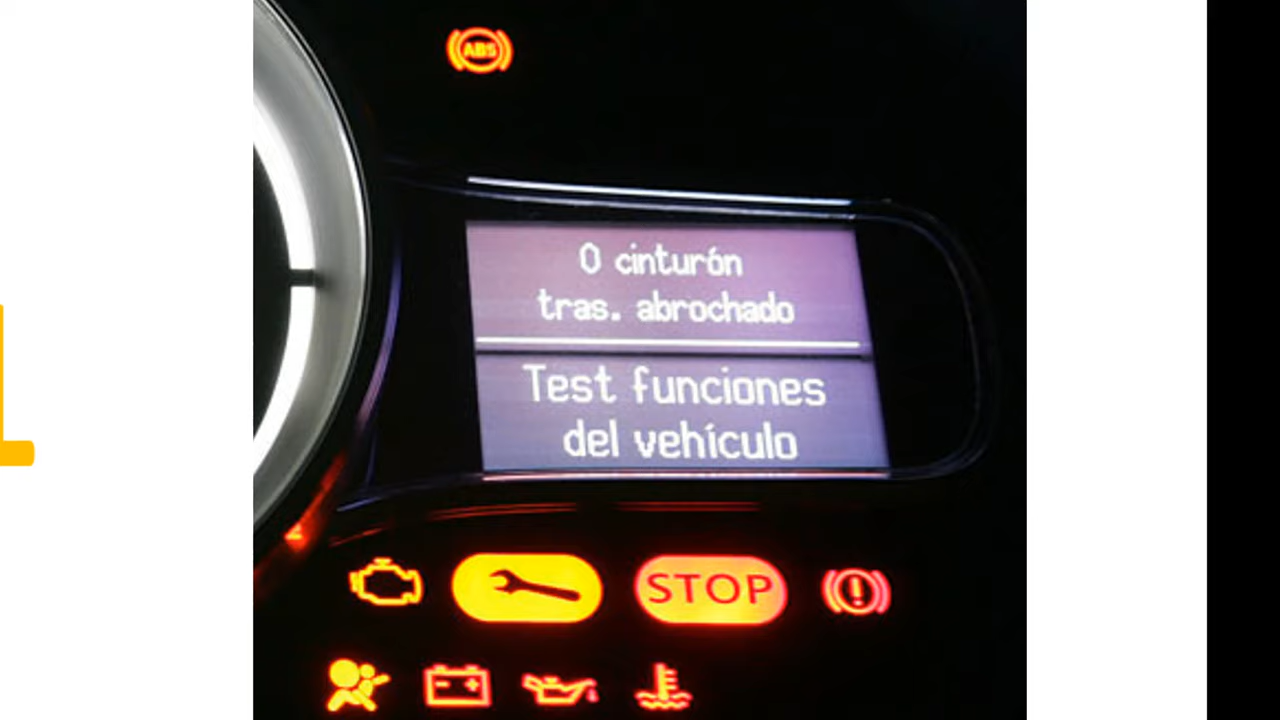 ABS
0 cinturón
tras. abrochado
Test funciones
del vehículo
STOP